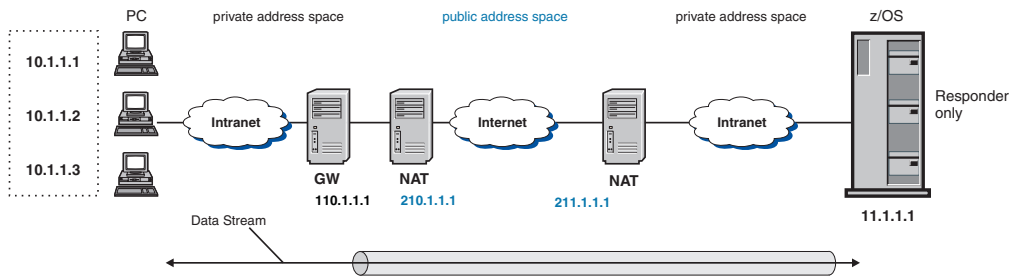 PC
private address space
public address space
private address space
z/OS
10.1.1.1
10.1.1.2
10.1.1.3
Intranet
Internet
Intranet
Responder
only
GW
NAT
NAT
110.1.1.1
210.1.1.1
211.1.1.1
11.1.1.1
Data Stream